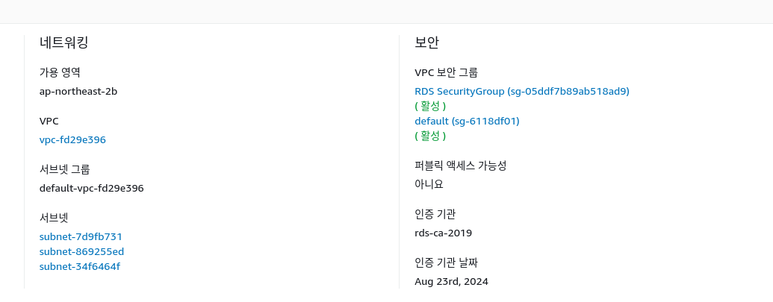 네트워킹
가용 영역
ap-northeast-2b
VPC
vpc-fd29e396
서브넷 그룹
default-vpc-fd29e396
서브넷
subnet-7d9fb731
subnet-869255ed
subnet-34f6464f
보안
VPC 보안 그룹
RDS SecurityGroup (sg-05ddf7b89ab518ad9)
( 활성 )
default (sg-6118df01)
( 활성 )
퍼블릭 액세스 가능성
아니요
인증 기관
rds-ca-2019
인증 기관 날짜
Aug 23rd, 2024